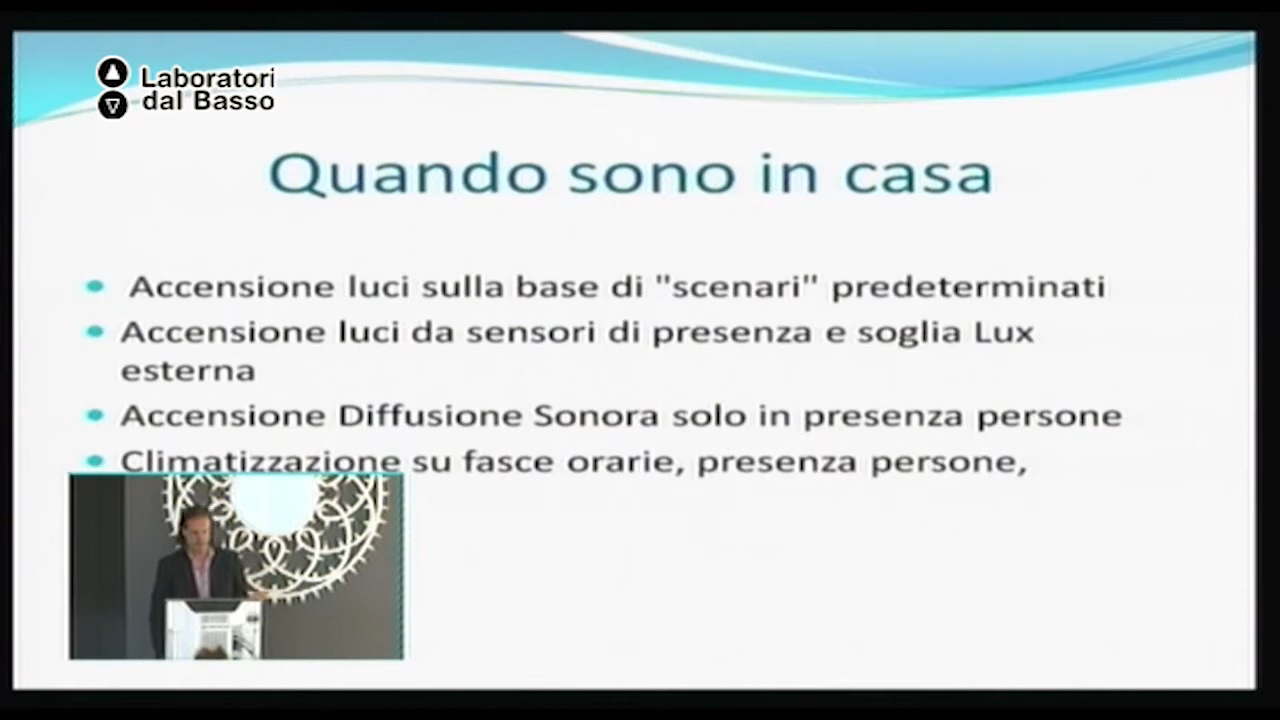 Laboratori
dal Basso
Quando sono in casa
Accensione luci sulla base di "scenari" predeterminati
Accensione luci da sensori di presenza e soglia Lux
esterna
Accensione Diffusione Sonora solo in presenza persone
Climatizzazione su fasce orarie, presenza persone,